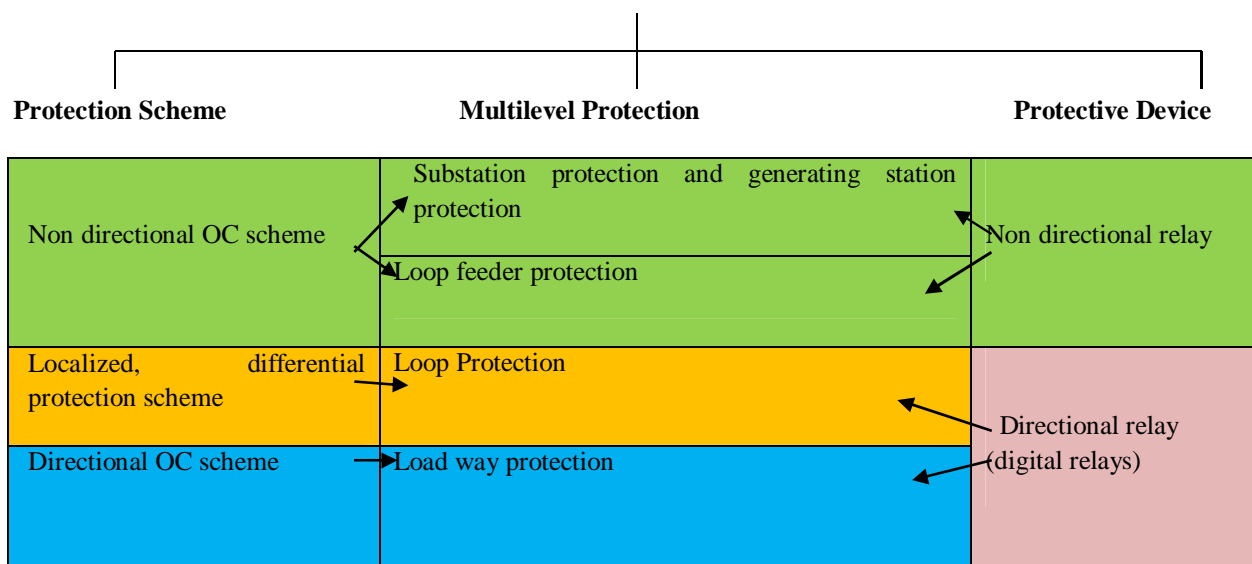 Protection Scheme
Multilevel Protection
Protective Device
Substation protection and generating station
protection
Non directional OC scheme
Non directional relay
Loop feeder protection
Localized, differential
protection scheme
Loop Protection
Directional relay
(digital relays)
Directional OC scheme
Load way protection